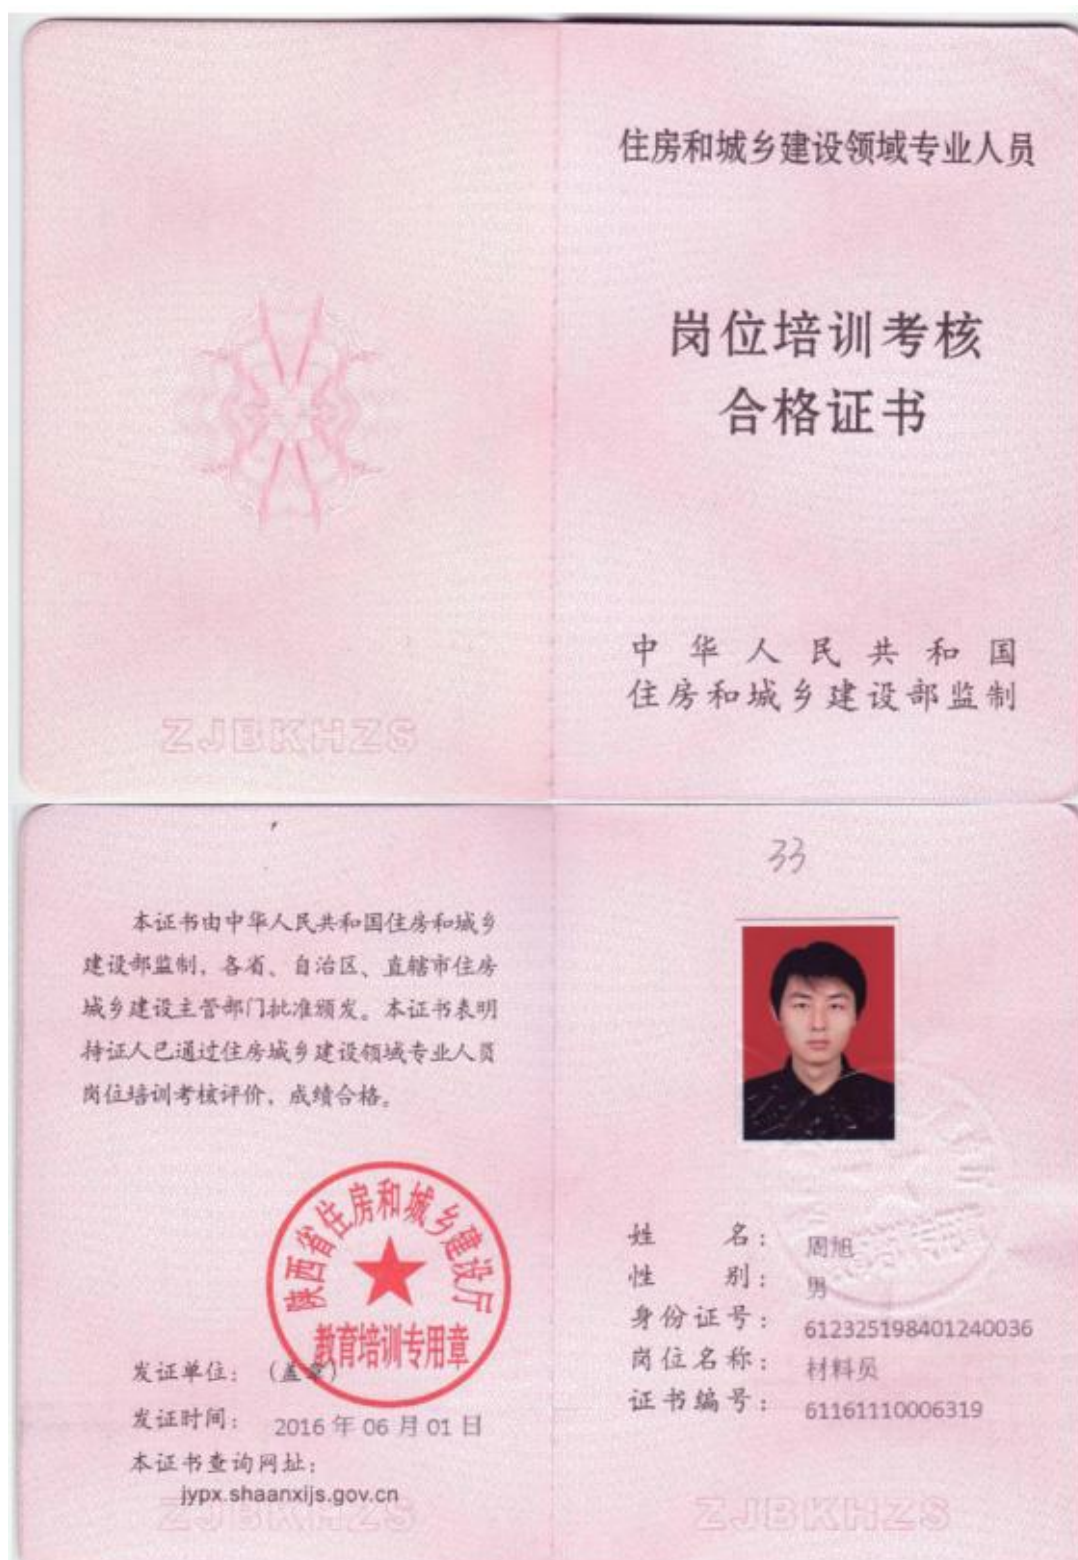 住房和城乡建设领域专业人员
岗位培训考核
合格证书
中华人民共和国
住房和城乡建设部监制
ZJBKHZS
33
本证书由中华人民共和国住房和城乡
建设部监制，各省、自治区、直辖市住房
城乡建设主管部门批准颁发。本证书表明
持证人已通过住房城乡建设领域专业人员
岗位培训考核评价，成绩合格。
陕西省住房和城乡建设厅
教育培训专用章
发证单位：（盖章）
发证时间： 2016 年 06 月 01 日
本证书查询网址：
jypx.shaanxijs.gov.cn
ZJBKHZS
姓 名： 周旭
性 别： 男
身份证号： 612325198401240036
岗位名称： 材料员
证书编号： 61161110006319
ZJBKHZS